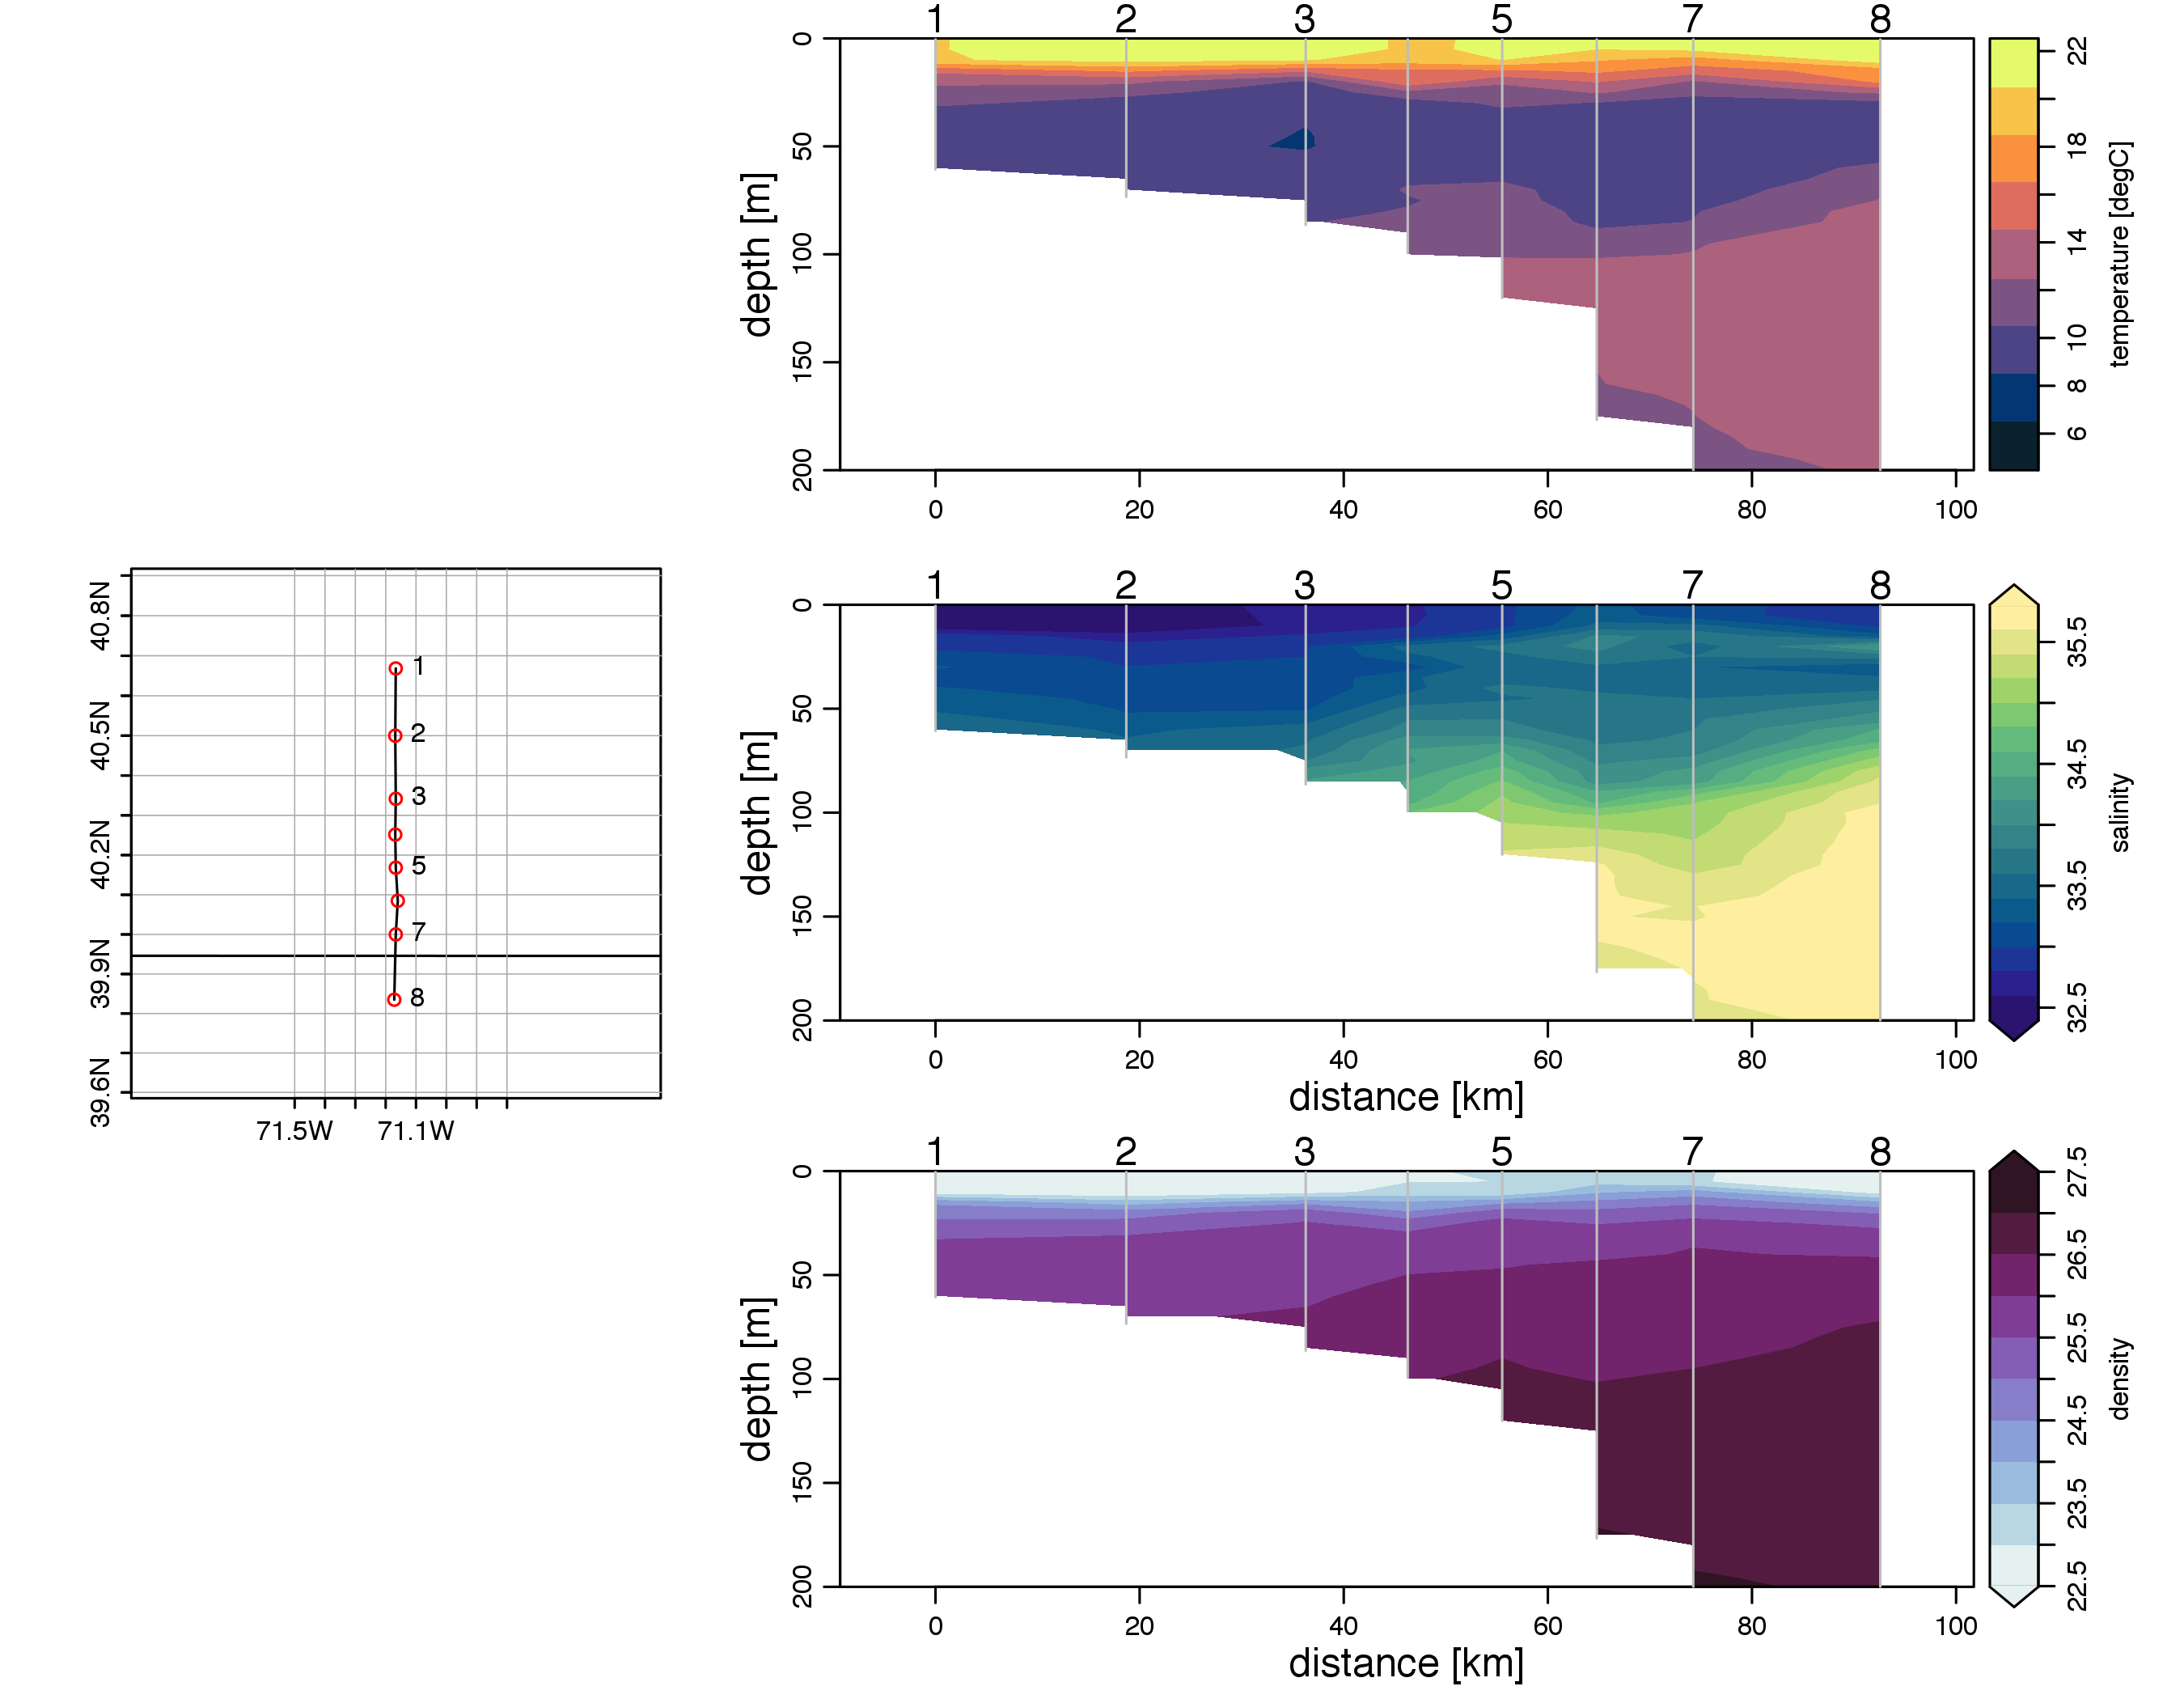 1 2 3 5 7 8
0 50 100 150 200
depth [m]
0 20 40 60 80 100
6 8 10 14 18 22
temperature [degC]
40.8N
40.5N
40.2N
39.9N
39.6N
1
2
3
5
7
8
71.5W 71.1W
1 2 3 5 7 8
0 50 100 150 200
depth [m]
0 20 40 60 80 100
distance [km]
32.5 33.5 34.5 35.5
salinity
1 2 3 5 7 8
0 50 100 150 200
depth [m]
0 20 40 60 80 100
distance [km]
22.5 23.5 24.5 25.5 26.5 27.5
density